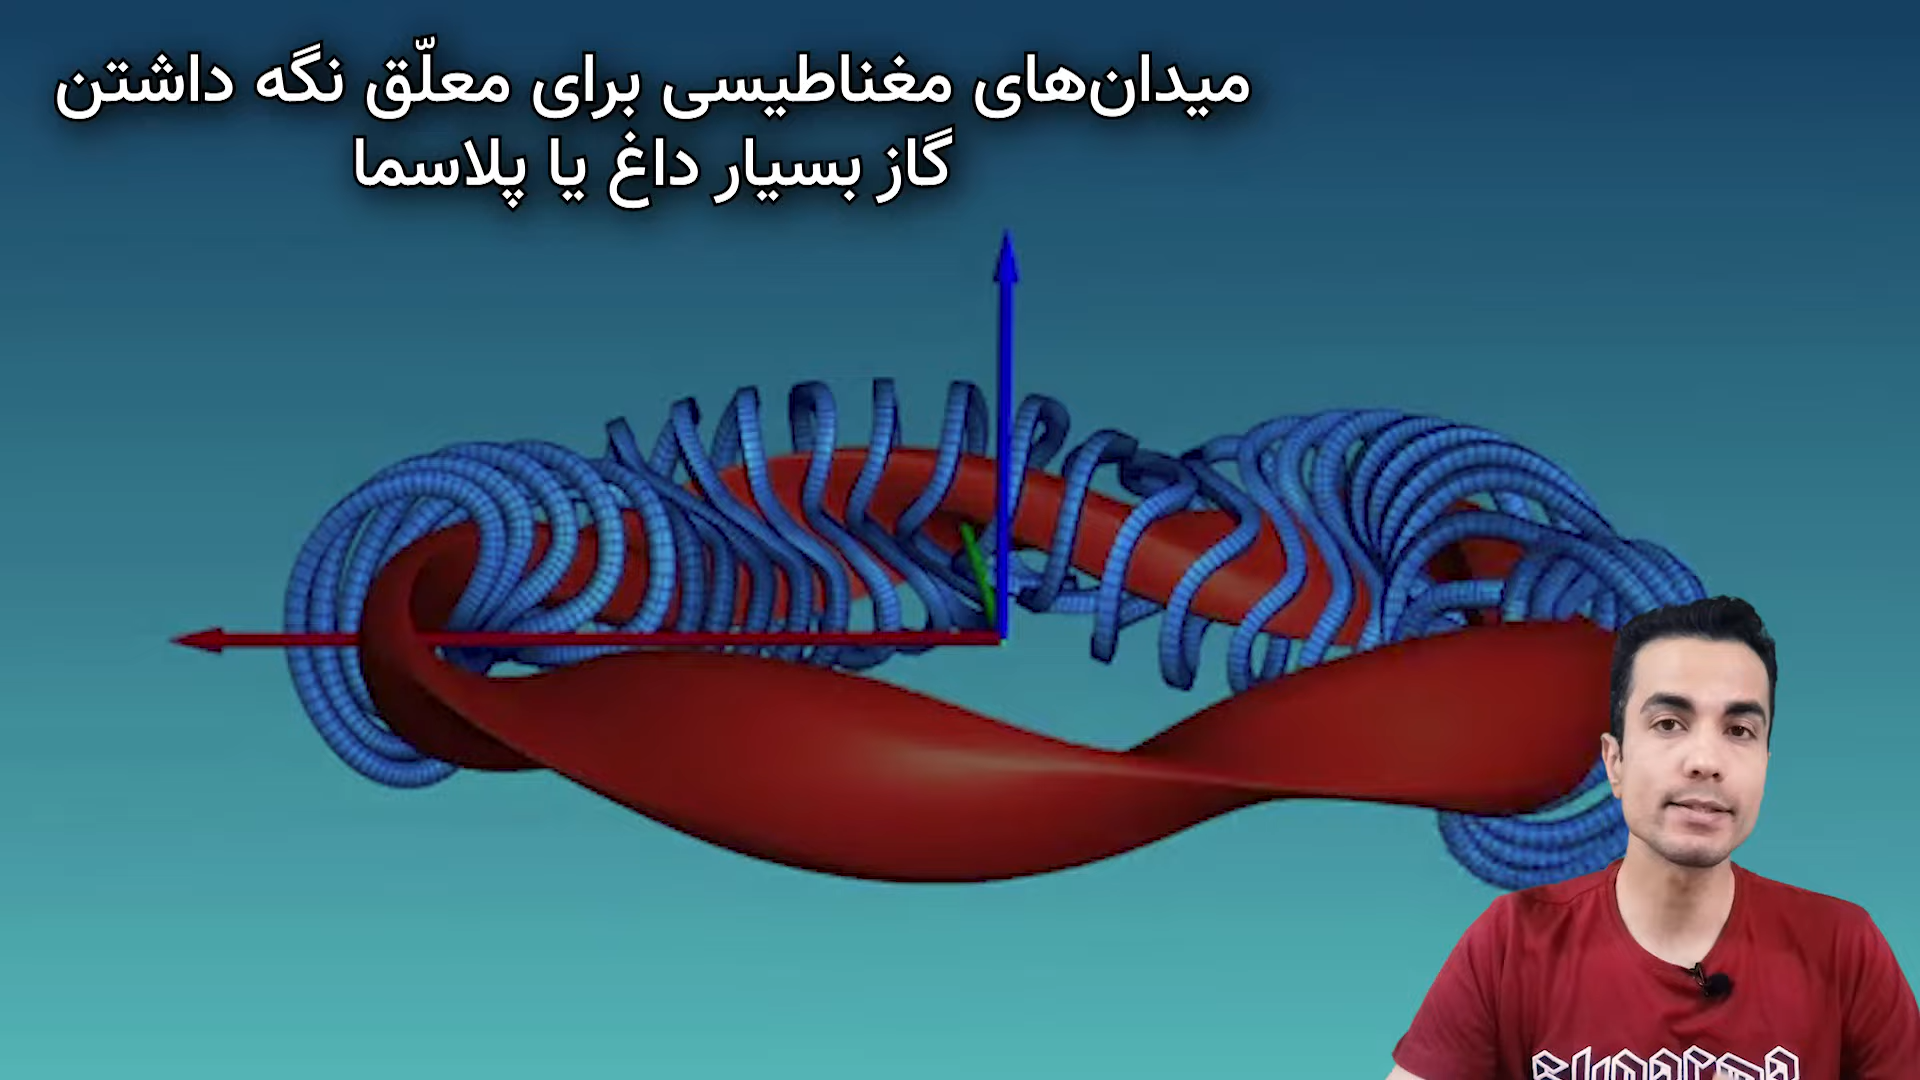 میدان‌های مغناطیسی برای معلّق نگه داشتن
گاز بسیار داغ یا پلاسما